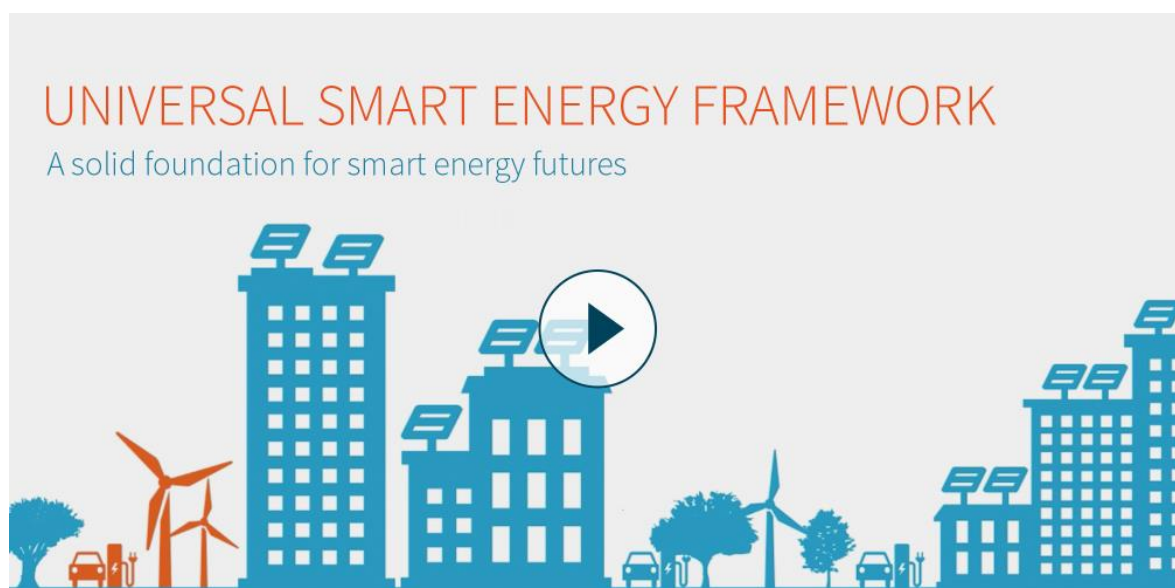 UNIVERSAL SMART ENERGY FRAMEWORK
A solid foundation for smart energy futures